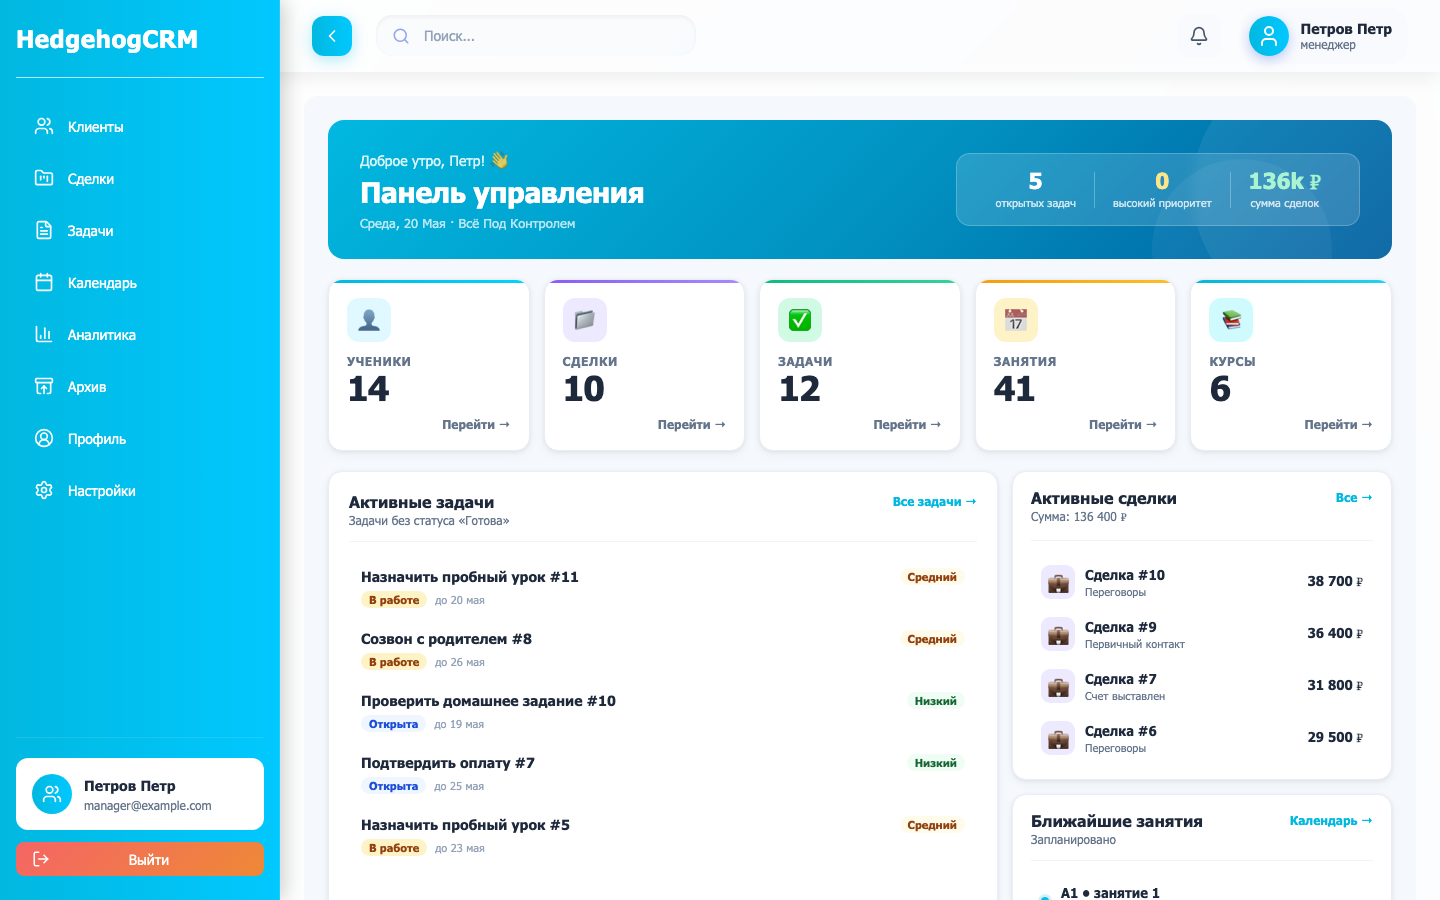 HedgehogCRM
Клиенты
Сделки
Задачи
Календарь
Аналитика
Архив
Профиль
Настройки
Петров Петр
manager@example.com
Выйти
Поиск...
Петров Петр
менеджер
Доброе утро, Петр! 👋
Панель управления
Среда, 20 Мая · Всё Под Контролем
5
открытых задач
0
высокий приоритет
136k ₽
сумма сделок
УЧЕНИКИ
14
Перейти →
СДЕЛКИ
10
Перейти →
ЗАДАЧИ
12
Перейти →
17
ЗАНЯТИЯ
41
Перейти →
КУРСЫ
6
Перейти →
Активные задачи
Все задачи →
Задачи без статуса «Готова»
Назначить пробный урок #11
Средний
В работе до 20 мая
Созвон с родителем #8
Средний
В работе до 26 мая
Проверить домашнее задание #10
Низкий
Открыта до 19 мая
Подтвердить оплату #7
Низкий
Открыта до 25 мая
Назначить пробный урок #5
Средний
В работе до 23 мая
Активные сделки
Все →
Сумма: 136 400 ₽
Сделка #10
Переговоры
38 700 ₽
Сделка #9
Первичный контакт
36 400 ₽
Сделка #7
Счет выставлен
31 800 ₽
Сделка #6
Переговоры
29 500 ₽
Ближайшие занятия
Календарь →
Запланировано
A1 • занятие 1